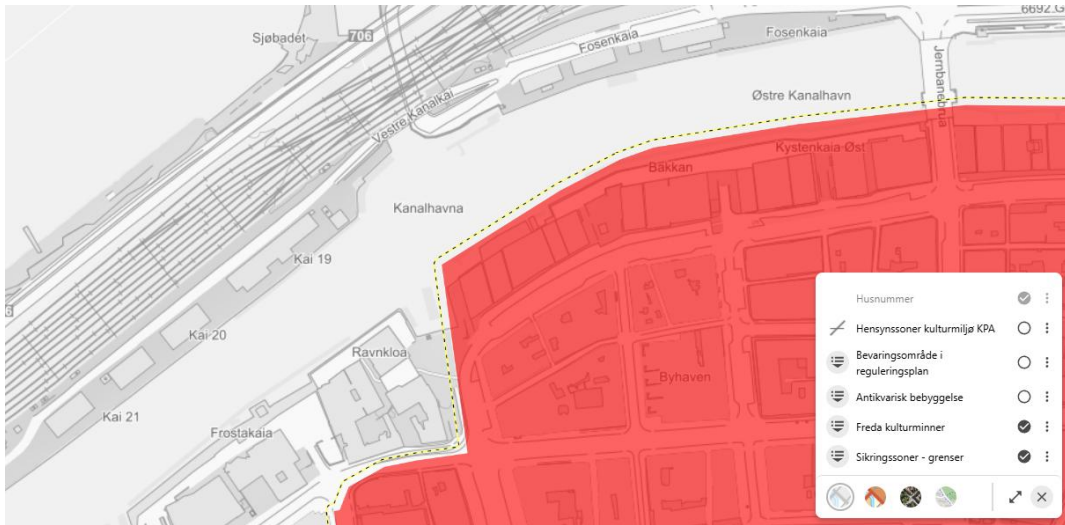 6692.G
Sjøbadet
706
Fosenkaia
Fosenkaia
Jernbanebrua
Østre Kanalhavn
Vestre Kanalkai
Kystenkaia Øst
Bakkan
Kanalhavna
Kai 19
6
Kai 20
Ravnkloa
Byhaven
Kai 21
Frostakaia
Husnummer
Hensynssoner kulturmiljø KPA
Bevaringsområde i
reguleringsplan
Antikvarisk bebyggelse
Freda kulturminner
Sikringssoner - grenser